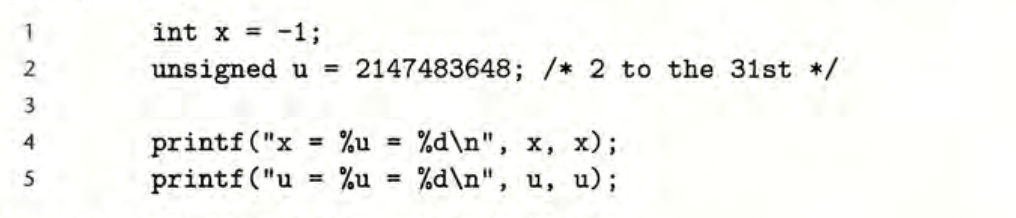 1 int x = -1;
2 unsigned u = 2147483648; /* 2 to the 31st */
3
4 printf("x = %u = %d\n", x, x);
5 printf("u = %u = %d\n", u, u);